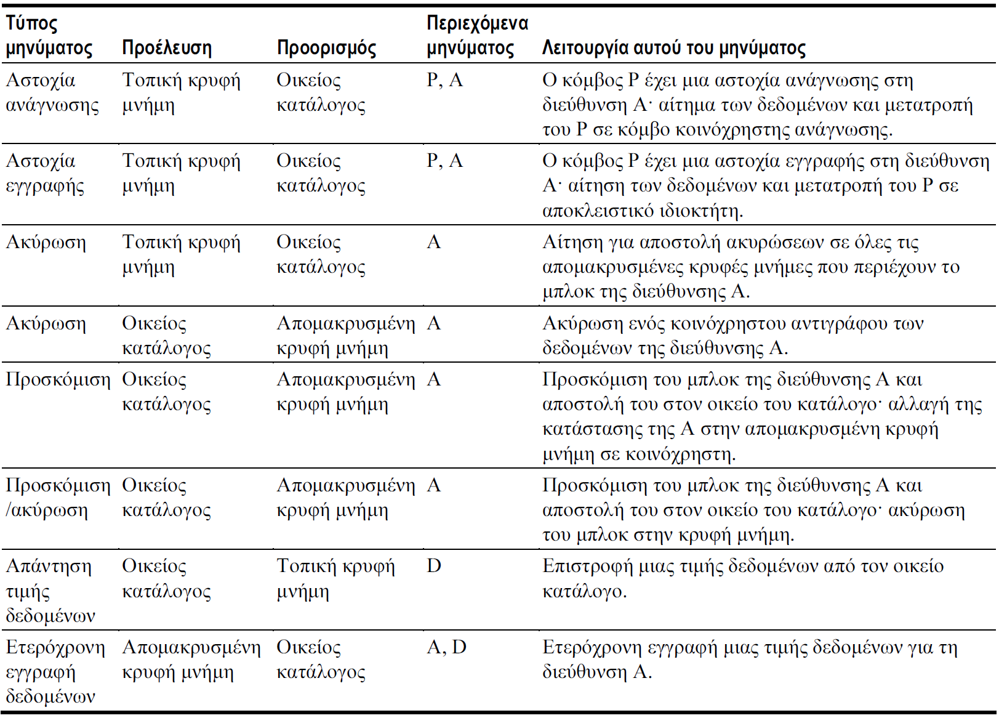 Τύπος μηνύματος Προέλευση Προορισμός Περιεχόμενα μηνύματος Λειτουργία αυτού του μηνύματος
Αστοχία Τοπική κρυφή Οικείος P, A Ο κόμβος P έχει μια αστοχία ανάγνωσης στη
ανάγνωσης μνήμη κατάλογος διεύθυνση Α· αίτημα των δεδομένων και μετατροπή
του P σε κόμβο κοινόχρηστης ανάγνωσης.
Αστοχία Τοπική κρυφή Οικείος P, A Ο κόμβος P έχει μια αστοχία εγγραφής στη διεύθυνση
εγγραφής μνήμη κατάλογος Α· αίτηση των δεδομένων και μετατροπή του P σε
αποκλειστικό ιδιοκτήτη.
Ακύρωση Τοπική κρυφή Οικείος A Αίτηση για αποστολή ακυρώσεων σε όλες τις
μνήμη κατάλογος απομακρυσμένες κρυφές μνήμες που περιέχουν το
μπλοκ της διεύθυνσης Α.
Ακύρωση Οικείος Απομακρυσμένη A Ακύρωση ενός κοινόχρηστου αντιγράφου των
κατάλογος κρυφή μνήμη δεδομένων της διεύθυνσης Α.
Προσκόμιση Οικείος Απομακρυσμένη A Προσκόμιση του μπλοκ της διεύθυνσης Α και
κατάλογος κρυφή μνήμη αποστολή του στον οικείο του κατάλογο· αλλαγή της
κατάστασης της Α στην απομακρυσμένη κρυφή
μνήμη σε κοινόχρηστη.
Προσκόμιση Οικείος Απομακρυσμένη A Προσκόμιση του μπλοκ της διεύθυνσης Α και
/ακύρωση κατάλογος κρυφή μνήμη αποστολή του στον οικείο του κατάλογο· ακύρωση
του μπλοκ στην κρυφή μνήμη.
Απάντηση Οικείος Τοπική κρυφή D Επιστροφή μιας τιμής δεδομένων από τον οικείο
τιμής κατάλογος μνήμη κατάλογο.
δεδομένων
Ετερόχρονη Απομακρυσμένη Οικείος A, D Ετερόχρονη εγγραφή μιας τιμής δεδομένων για τη
εγγραφή κρυφή μνήμη κατάλογος διεύθυνση Α.
δεδομένων